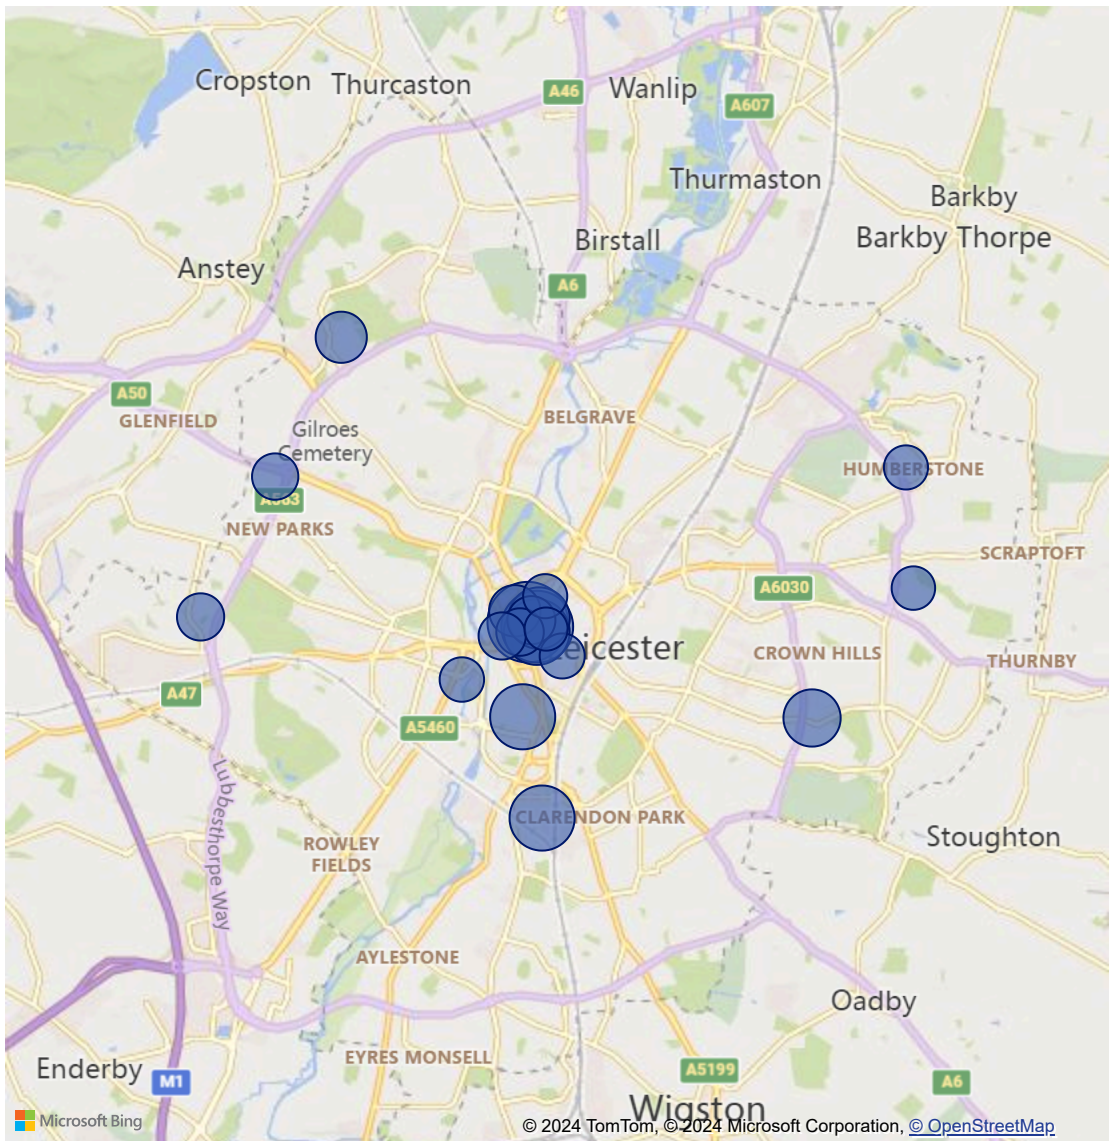 Cropston
Thurcaston
A46
Wanlip
A607
Thurmaston
Barkby
Barkby Thorpe
Birstall
Anstey
A6
A50
GLENFIELD
BELGRAVE
Gilroes
Cemetery
HUMBERSTONE
A563
NEW PARKS
SCRAPTOFT
A6030
Leicester
CROWN HILLS
THURNBY
A47
A5460
Lubbesthorpe Way
CLARENDON PARK
Stoughton
ROWLEY
FIELDS
AYLESTONE
Oadby
EYRES MONSELL
Enderby
M1
A5199
A6
Wigston
Microsoft Bing
© 2024 TomTom, © 2024 Microsoft Corporation, © OpenStreetMap